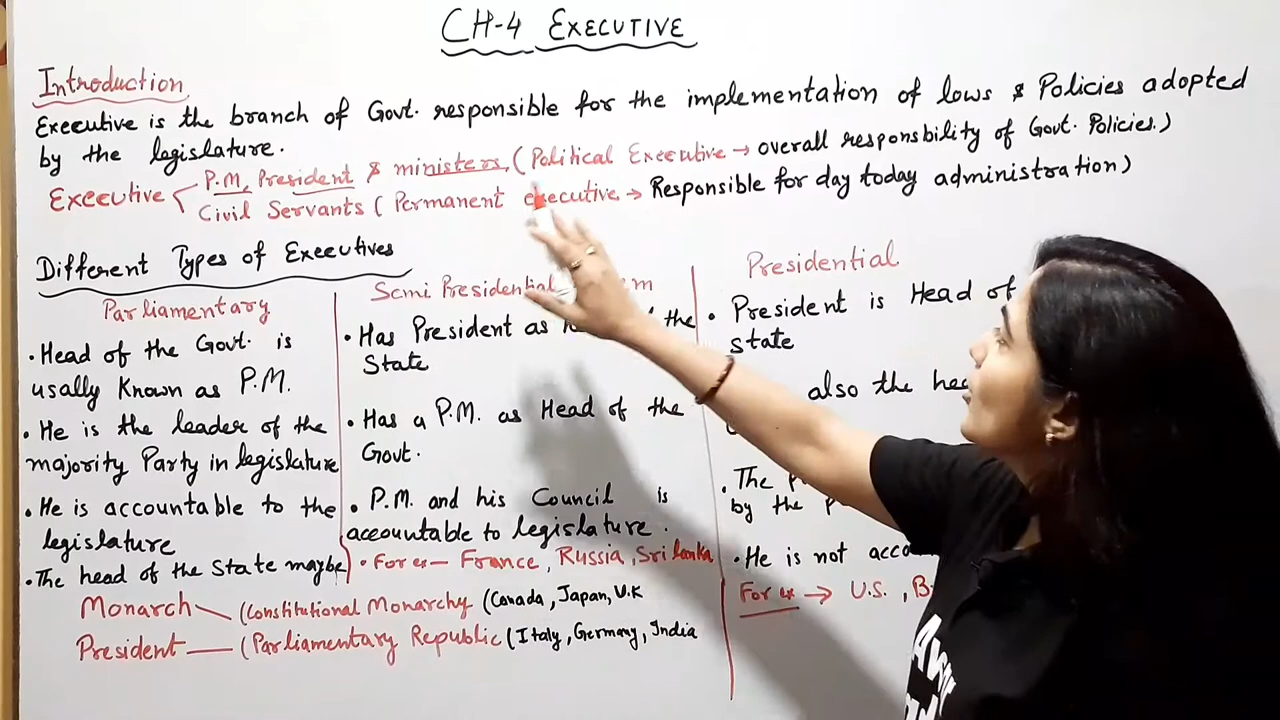 CH-4 EXECUTIVE
Introduction
Executive is the branch of Govt. responsible for the implementation of lows & Policies adopted
by the legislature.
Executive P.M, President & ministers (Political Executive → overall responsbility of Govt. Policies.)
Civil Servants (Permanent executive → Responsible for day today administration)
Different Types of Executives
Parliamentary
• Head of the Govt. is
usally Known as P.M.
• He is the leader of the
majority Party in legislature
• He is accountable to the
legislature
• The head of the State maybe
Monarch — (Constitutional Monarchy (Canada, Japan, U.K
President — (Parliamentary Republic (Italy, Germany, India
Semi Presidential
• Has President as the
State
• Has a P.M. as Head of the
Govt.
• P.M. and his Council is
accountable to legislature.
• For ex — France, Russia, Sri lanka
Presidential
• President is Head of
state
also the
• The
by the
• He is not
For ex → U.S.,